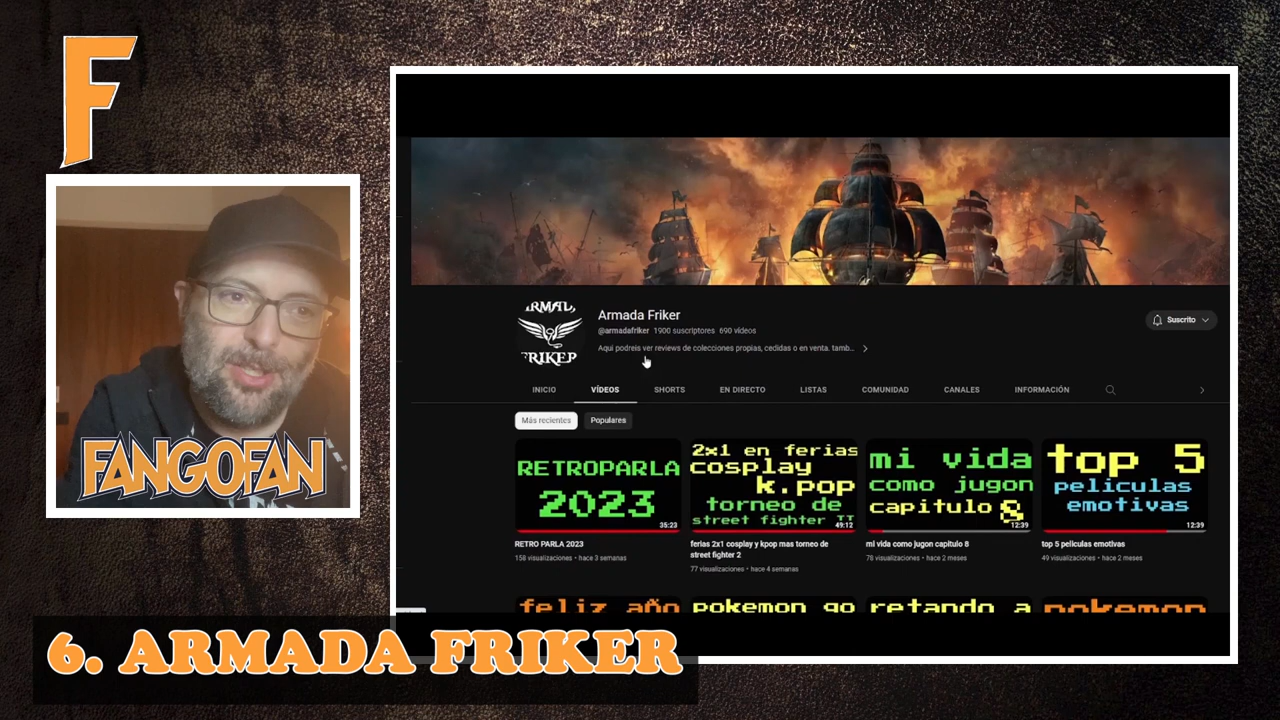 F
FANGOFAN
ARMADA
FRIKER
Armada Friker
@armadafriker 1900 suscriptores 690 vídeos
Aquí podreis ver reviews de colecciones propias, cedidas o en venta. tamb...
Suscrito
INICIO VÍDEOS SHORTS EN DIRECTO LISTAS COMUNIDAD CANALES INFORMACIÓN
Más recientes Populares
RETROPARLA
2023
35:23
RETRO PARLA 2023
158 visualizaciones • hace 3 semanas
2x1 en ferias
cosplay
k.pop
torneo de
street fighter II
49:12
ferias 2x1 cosplay y kpop mas torneo de
street fighter 2
77 visualizaciones • hace 4 semanas
mi vida
como jugon
capitulo 8
12:39
mi vida como jugon capitulo 8
78 visualizaciones • hace 2 meses
top 5
peliculas
emotivas
12:39
top 5 peliculas emotivas
49 visualizaciones • hace 2 meses
feliz año
pokemon go
retando a
pokemon
6. ARMADA FRIKER